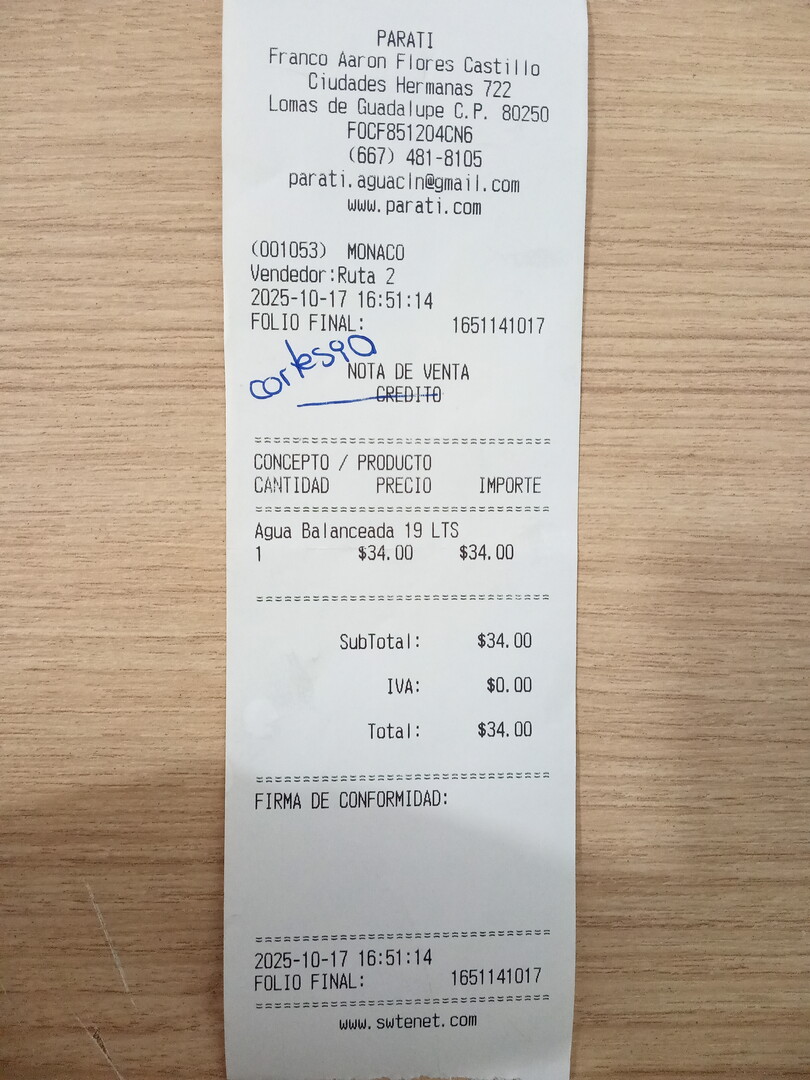 PARATI
Franco Aaron Flores Castillo
Ciudades Hermanas 722
Lomas de Guadalupe C.P. 80250
FOCF851204CN6
(667) 481-8105
parati.aguacln@gmail.com
www.parati.com
(001053) MONACO
Vendedor:Ruta 2
2025-10-17 16:51:14
FOLIO FINAL: 1651141017
cortesia
NOTA DE VENTA
CREDITO
==============================
CONCEPTO / PRODUCTO
CANTIDAD PRECIO IMPORTE
==============================
Agua Balanceada 19 LTS
1 $34.00 $34.00
==============================
SubTotal: $34.00
IVA: $0.00
Total: $34.00
==============================
FIRMA DE CONFORMIDAD:
==============================
2025-10-17 16:51:14
FOLIO FINAL: 1651141017
==============================
www.swtenet.com